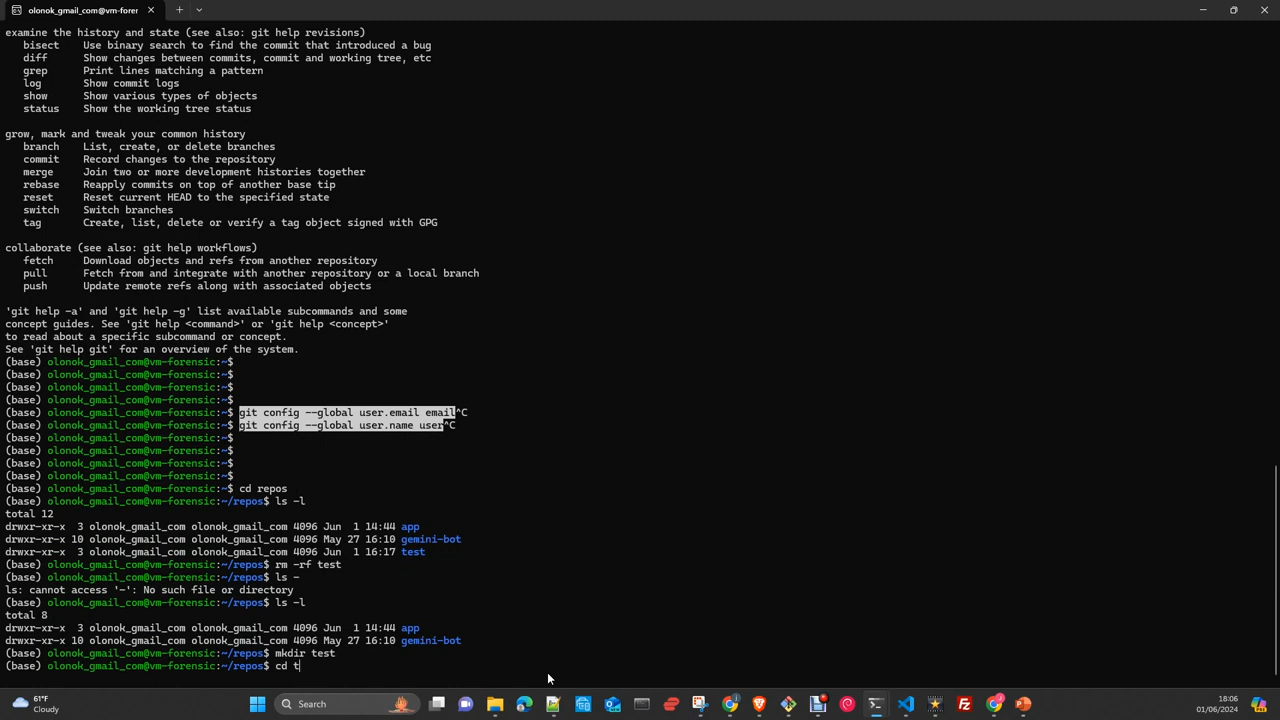 olonok_gmail_com@vm-foren
examine the history and state (see also: git help revisions)
bisect Use binary search to find the commit that introduced a bug
diff Show changes between commits, commit and working tree, etc
grep Print lines matching a pattern
log Show commit logs
show Show various types of objects
status Show the working tree status
grow, mark and tweak your common history
branch List, create, or delete branches
commit Record changes to the repository
merge Join two or more development histories together
rebase Reapply commits on top of another base tip
reset Reset current HEAD to the specified state
switch Switch branches
tag Create, list, delete or verify a tag object signed with GPG
collaborate (see also: git help workflows)
fetch Download objects and refs from another repository
pull Fetch from and integrate with another repository or a local branch
push Update remote refs along with associated objects
'git help -a' and 'git help -g' list available subcommands and some
concept guides. See 'git help <command>' or 'git help <concept>'
to read about a specific subcommand or concept.
See 'git help git' for an overview of the system.
(base) olonok_gmail_com@vm-forensic:~$
(base) olonok_gmail_com@vm-forensic:~$
(base) olonok_gmail_com@vm-forensic:~$
(base) olonok_gmail_com@vm-forensic:~$
(base) olonok_gmail_com@vm-forensic:~$ git config --global user.email email^C
(base) olonok_gmail_com@vm-forensic:~$ git config --global user.name user^C
(base) olonok_gmail_com@vm-forensic:~$
(base) olonok_gmail_com@vm-forensic:~$
(base) olonok_gmail_com@vm-forensic:~$
(base) olonok_gmail_com@vm-forensic:~$
(base) olonok_gmail_com@vm-forensic:~$ cd repos
(base) olonok_gmail_com@vm-forensic:~/repos$ ls -l
total 12
drwxr-xr-x 3 olonok_gmail_com olonok_gmail_com 4096 Jun 1 14:44 app
drwxr-xr-x 10 olonok_gmail_com olonok_gmail_com 4096 May 27 16:10 gemini-bot
drwxr-xr-x 3 olonok_gmail_com olonok_gmail_com 4096 Jun 1 16:17 test
(base) olonok_gmail_com@vm-forensic:~/repos$ rm -rf test
(base) olonok_gmail_com@vm-forensic:~/repos$ ls -
ls: cannot access '-': No such file or directory
(base) olonok_gmail_com@vm-forensic:~/repos$ ls -l
total 8
drwxr-xr-x 3 olonok_gmail_com olonok_gmail_com 4096 Jun 1 14:44 app
drwxr-xr-x 10 olonok_gmail_com olonok_gmail_com 4096 May 27 16:10 gemini-bot
(base) olonok_gmail_com@vm-forensic:~/repos$ mkdir test
(base) olonok_gmail_com@vm-forensic:~/repos$ cd t
61°F
Cloudy
Search
18:06
01/06/2024